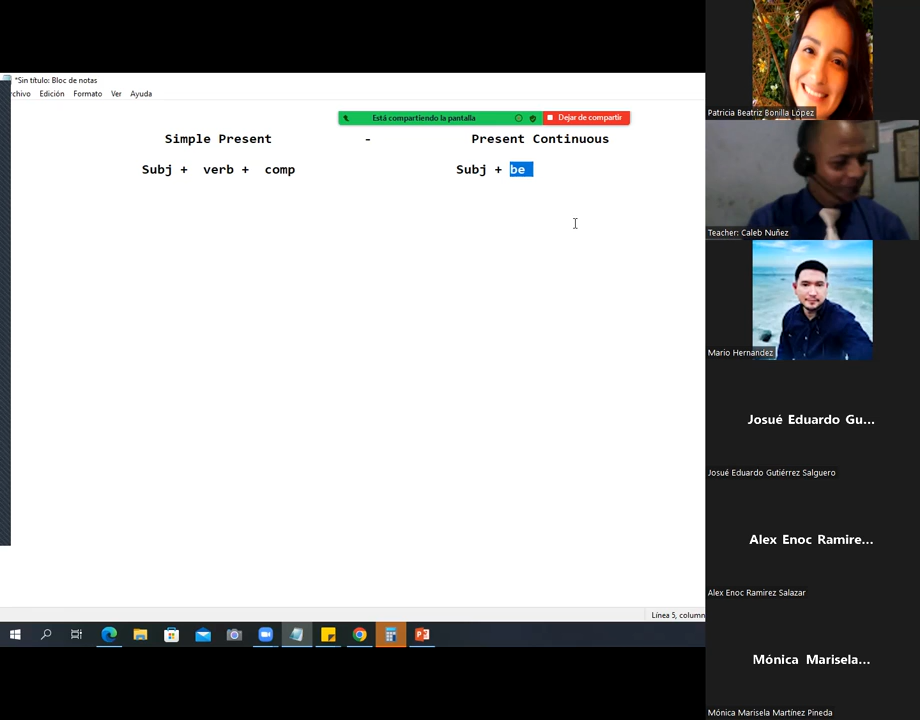 *Sin título: Bloc de notas
rchivo Edición Formato Ver Ayuda
Está compartiendo la pantalla Dejar de compartir
Simple Present - Present Continuous
Subj + verb + comp Subj + be
Línea 5, column
Patricia Beatriz Bonilla López
Teacher: Caleb Nuñez
Mario Hernandez
Josué Eduardo Gu...
Josué Eduardo Gutiérrez Salguero
Alex Enoc Ramire...
Alex Enoc Ramirez Salazar
Mónica Marisela...
Mónica Marisela Martínez Pineda